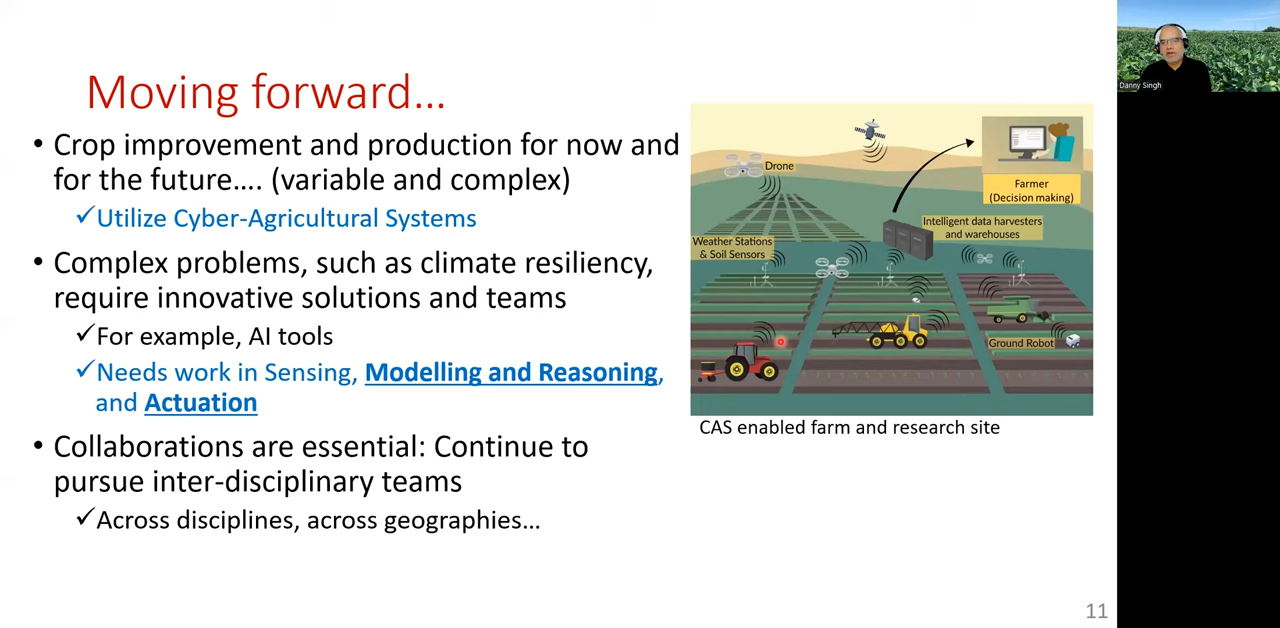 Moving forward...
• Crop improvement and production for now and
for the future.... (variable and complex)
✓Utilize Cyber-Agricultural Systems
• Complex problems, such as climate resiliency,
require innovative solutions and teams
✓For example, AI tools
✓Needs work in Sensing, Modelling and Reasoning,
and Actuation
• Collaborations are essential: Continue to
pursue inter-disciplinary teams
✓Across disciplines, across geographies...
Drone
Farmer
(Decision making)
Intelligent data harvesters
and warehouses
Weather Stations
& Soil Sensors
Ground Robot
CAS enabled farm and research site
11
Danny Singh